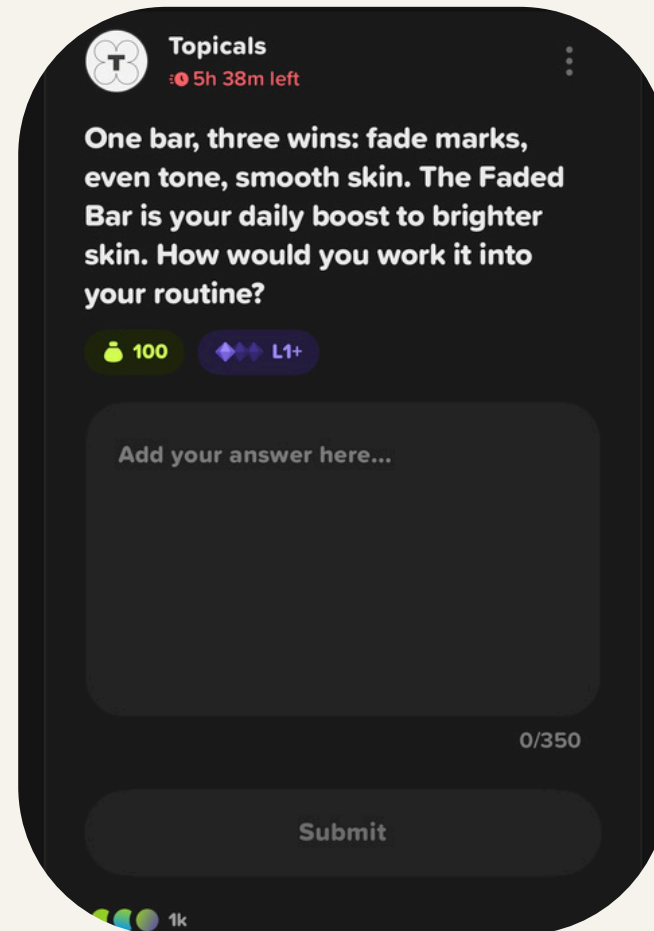 T
Topicals
5h 38m left
One bar, three wins: fade marks,
even tone, smooth skin. The Faded
Bar is your daily boost to brighter
skin. How would you work it into
your routine?
100 L1+
Add your answer here...
0/350
Submit
1k